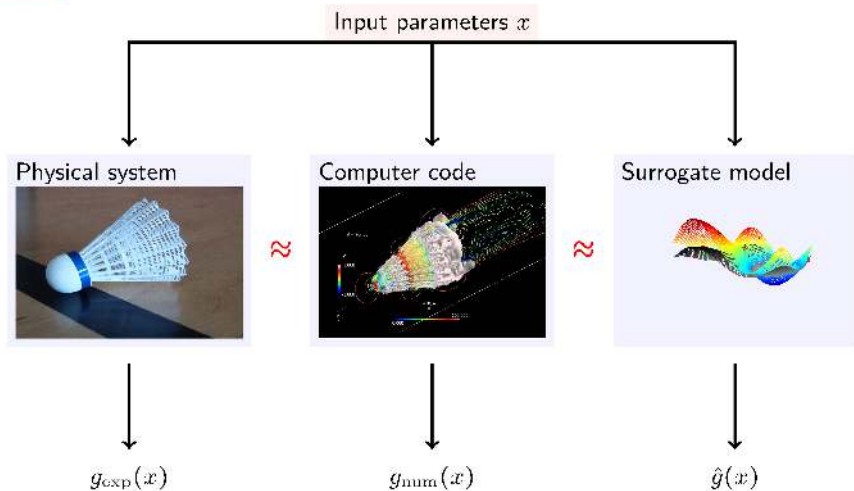 Input parameters x
Physical system
Computer code
Surrogate model
≈
≈
g_exp(x)
g_num(x)
ĝ(x)